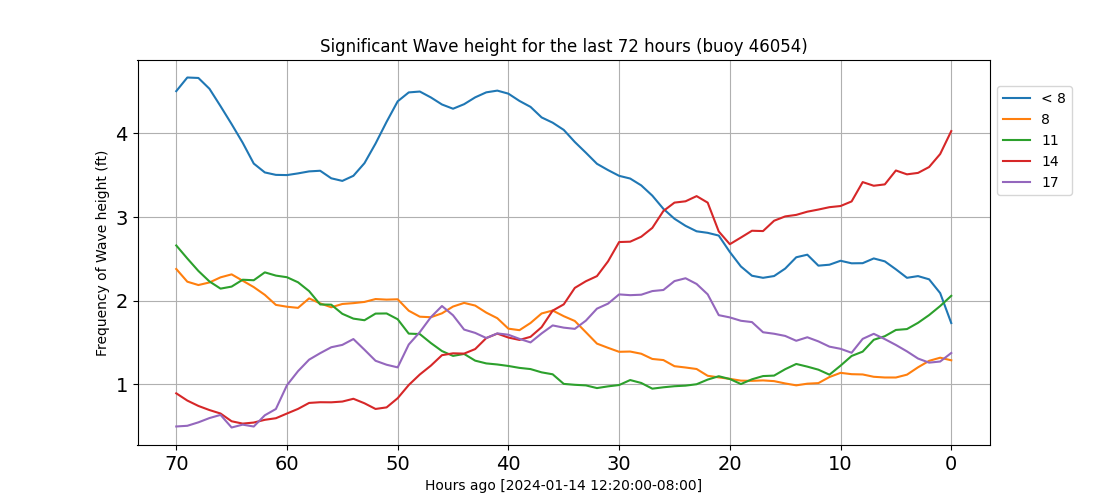 Significant Wave height for the last 72 hours (buoy 46054)
Frequency of Wave height (ft)
4
3
2
1
70 60 50 40 30 20 10 0
Hours ago [2024-01-14 12:20:00-08:00]
< 8
8
11
14
17